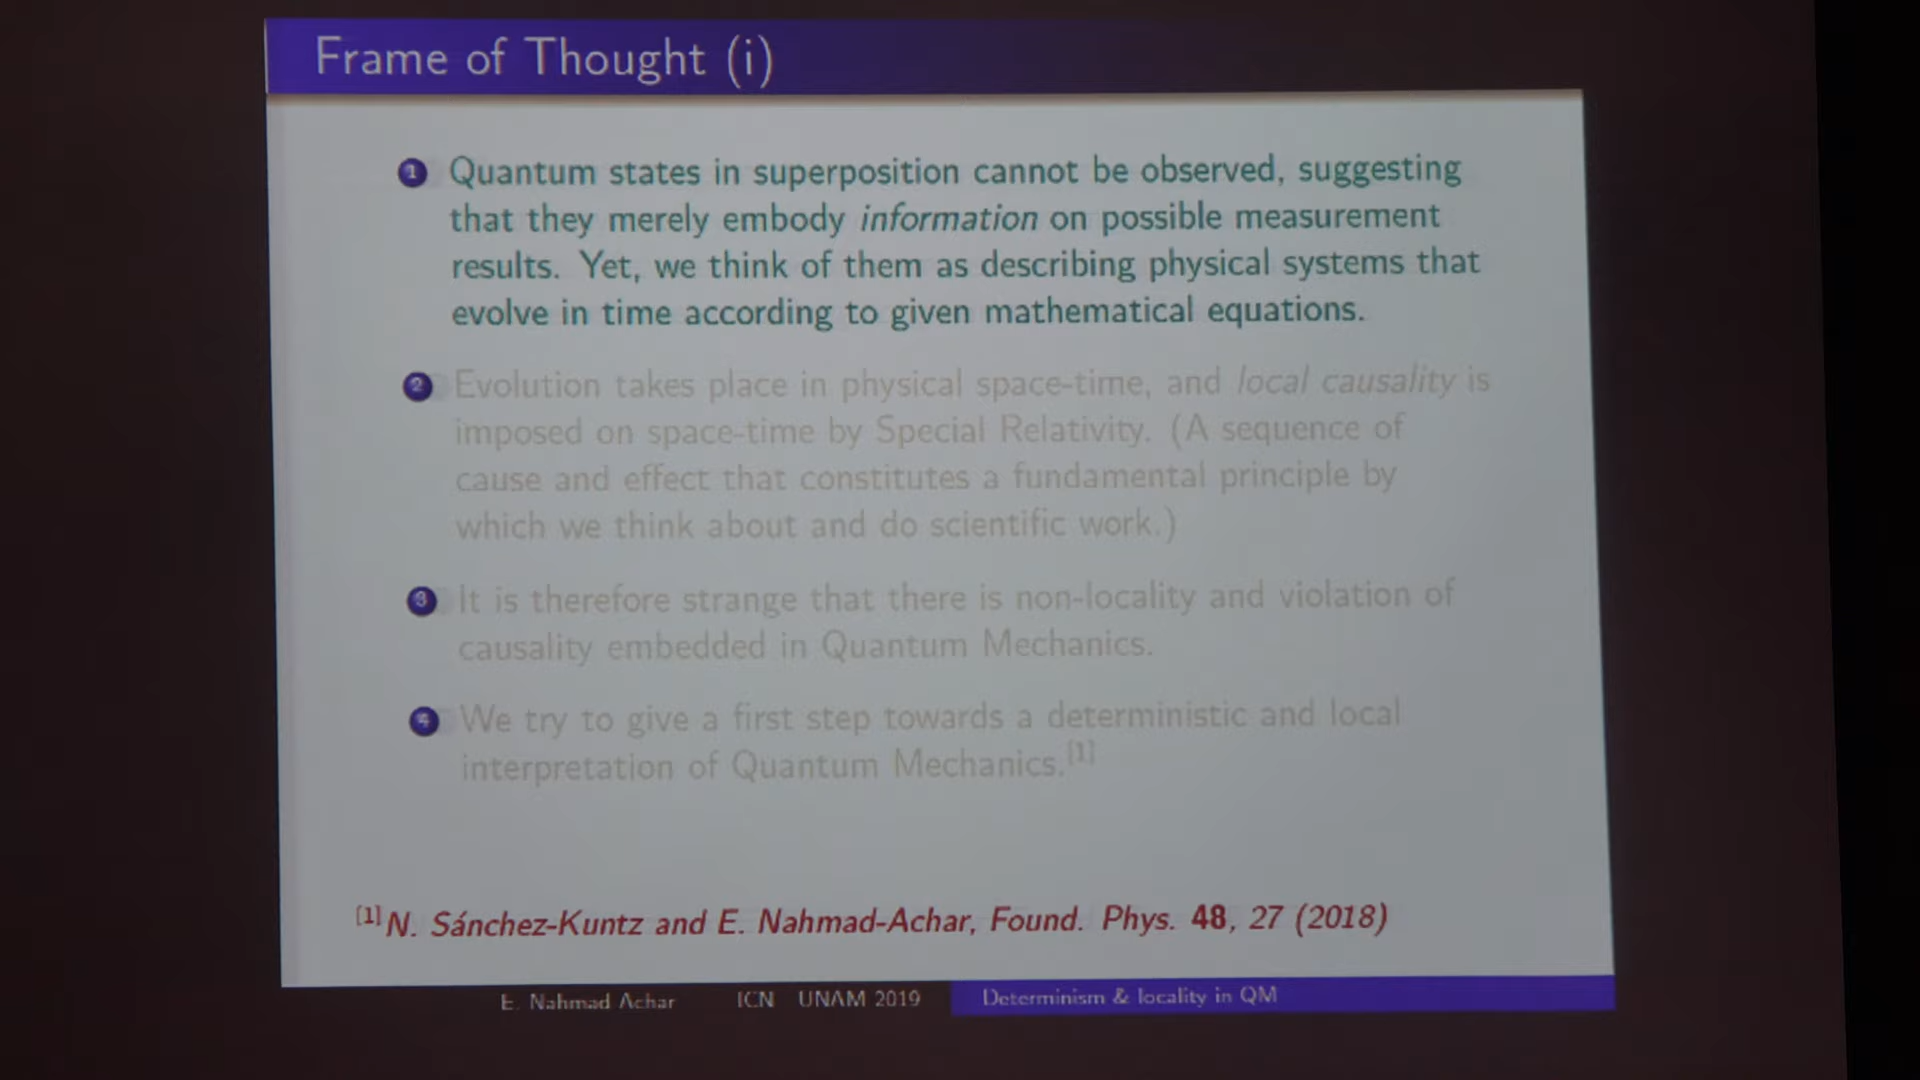 Frame of Thought (i)
1 Quantum states in superposition cannot be observed, suggesting
that they merely embody information on possible measurement
results. Yet, we think of them as describing physical systems that
evolve in time according to given mathematical equations.
2 Evolution takes place in physical space-time, and local causality is
imposed on space-time by Special Relativity. (A sequence of
cause and effect that constitutes a fundamental principle by
which we think about and do scientific work.)
3 It is therefore strange that there is non-locality and violation of
causality embedded in Quantum Mechanics.
4 We try to give a first step towards a deterministic and local
interpretation of Quantum Mechanics.[1]
[1] N. Sánchez-Kuntz and E. Nahmad-Achar, Found. Phys. 48, 27 (2018)
E. Nahmad Achar ICN UNAM 2019 Determinism & locality in QM